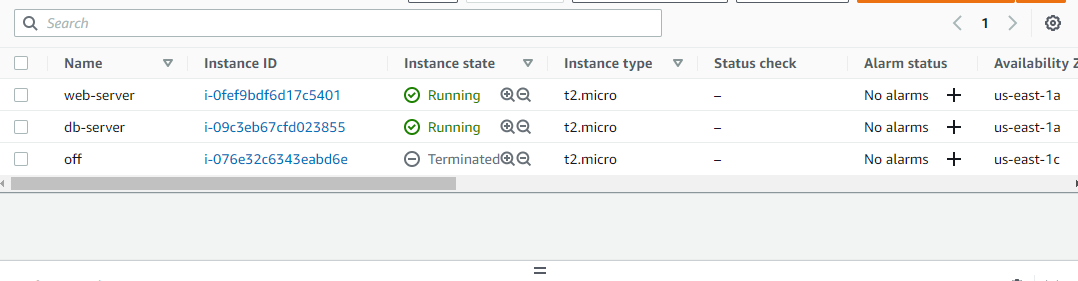 Search
1
Name Instance ID Instance state Instance type Status check Alarm status Availability Z
web-server i-0fef9bdf6d17c5401 Running t2.micro – No alarms + us-east-1a
db-server i-09c3eb67cfd023855 Running t2.micro – No alarms + us-east-1a
off i-076e32c6343eabd6e Terminated t2.micro – No alarms + us-east-1c